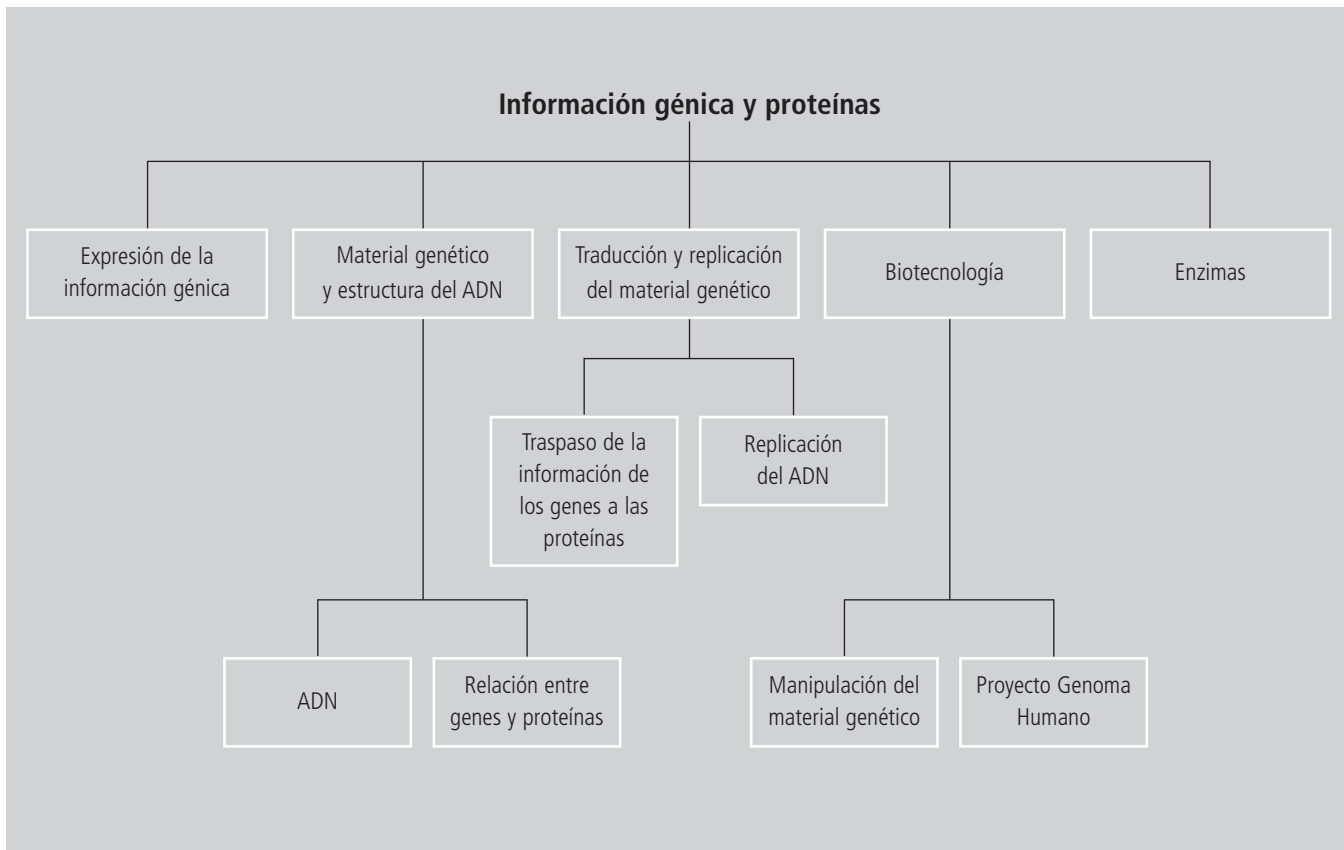 Información génica y proteínas
Expresión de la
información génica
Material genético
y estructura del ADN
Traducción y replicación
del material genético
Biotecnología
Enzimas
Traspaso de la
información de
los genes a las
proteínas
Replicación
del ADN
ADN
Relación entre
genes y proteínas
Manipulación del
material genético
Proyecto Genoma
Humano